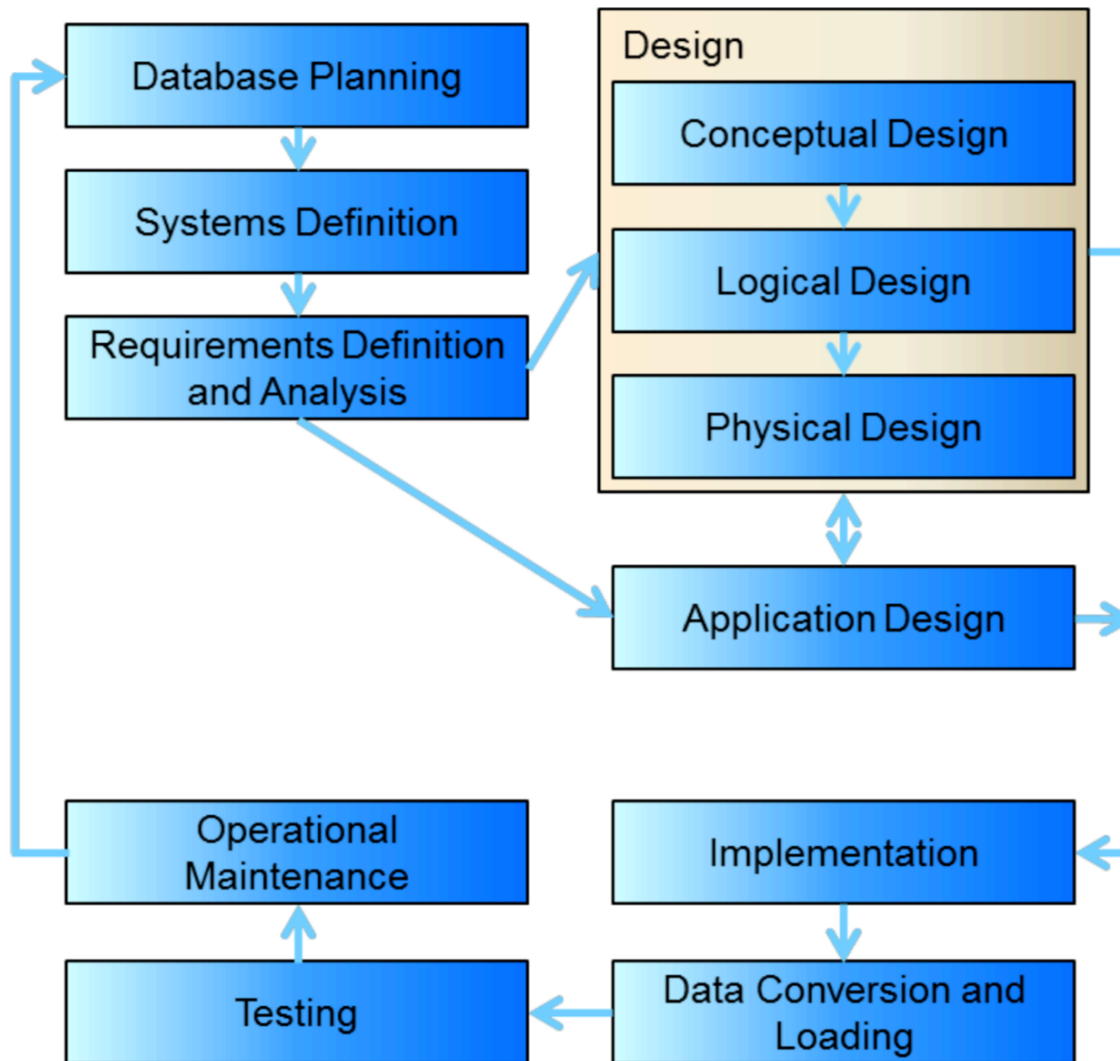 Database Planning
Systems Definition
Requirements Definition
and Analysis
Design
Conceptual Design
Logical Design
Physical Design
Application Design
Operational
Maintenance
Implementation
Testing
Data Conversion and
Loading